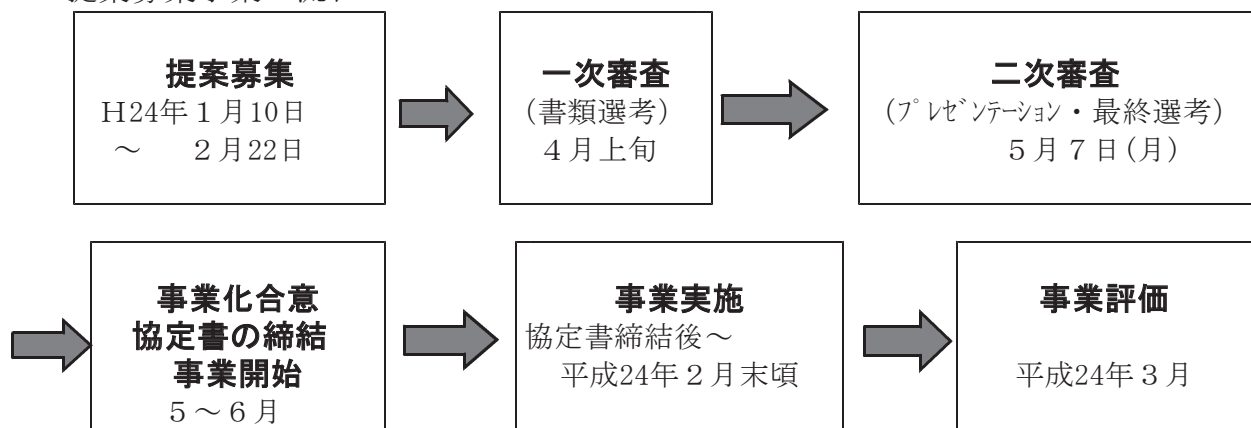 提案募集
H24年１月10日
～　２月22日
一次審査
(書類選考)
４月上旬
二次審査
(ﾌﾟﾚｾﾞﾝﾃｰｼｮﾝ・最終選考)
５月７日(月)
事業化合意
協定書の締結
事業開始
５～６月
事業実施
協定書締結後～
平成24年２月末頃
事業評価
平成24年３月